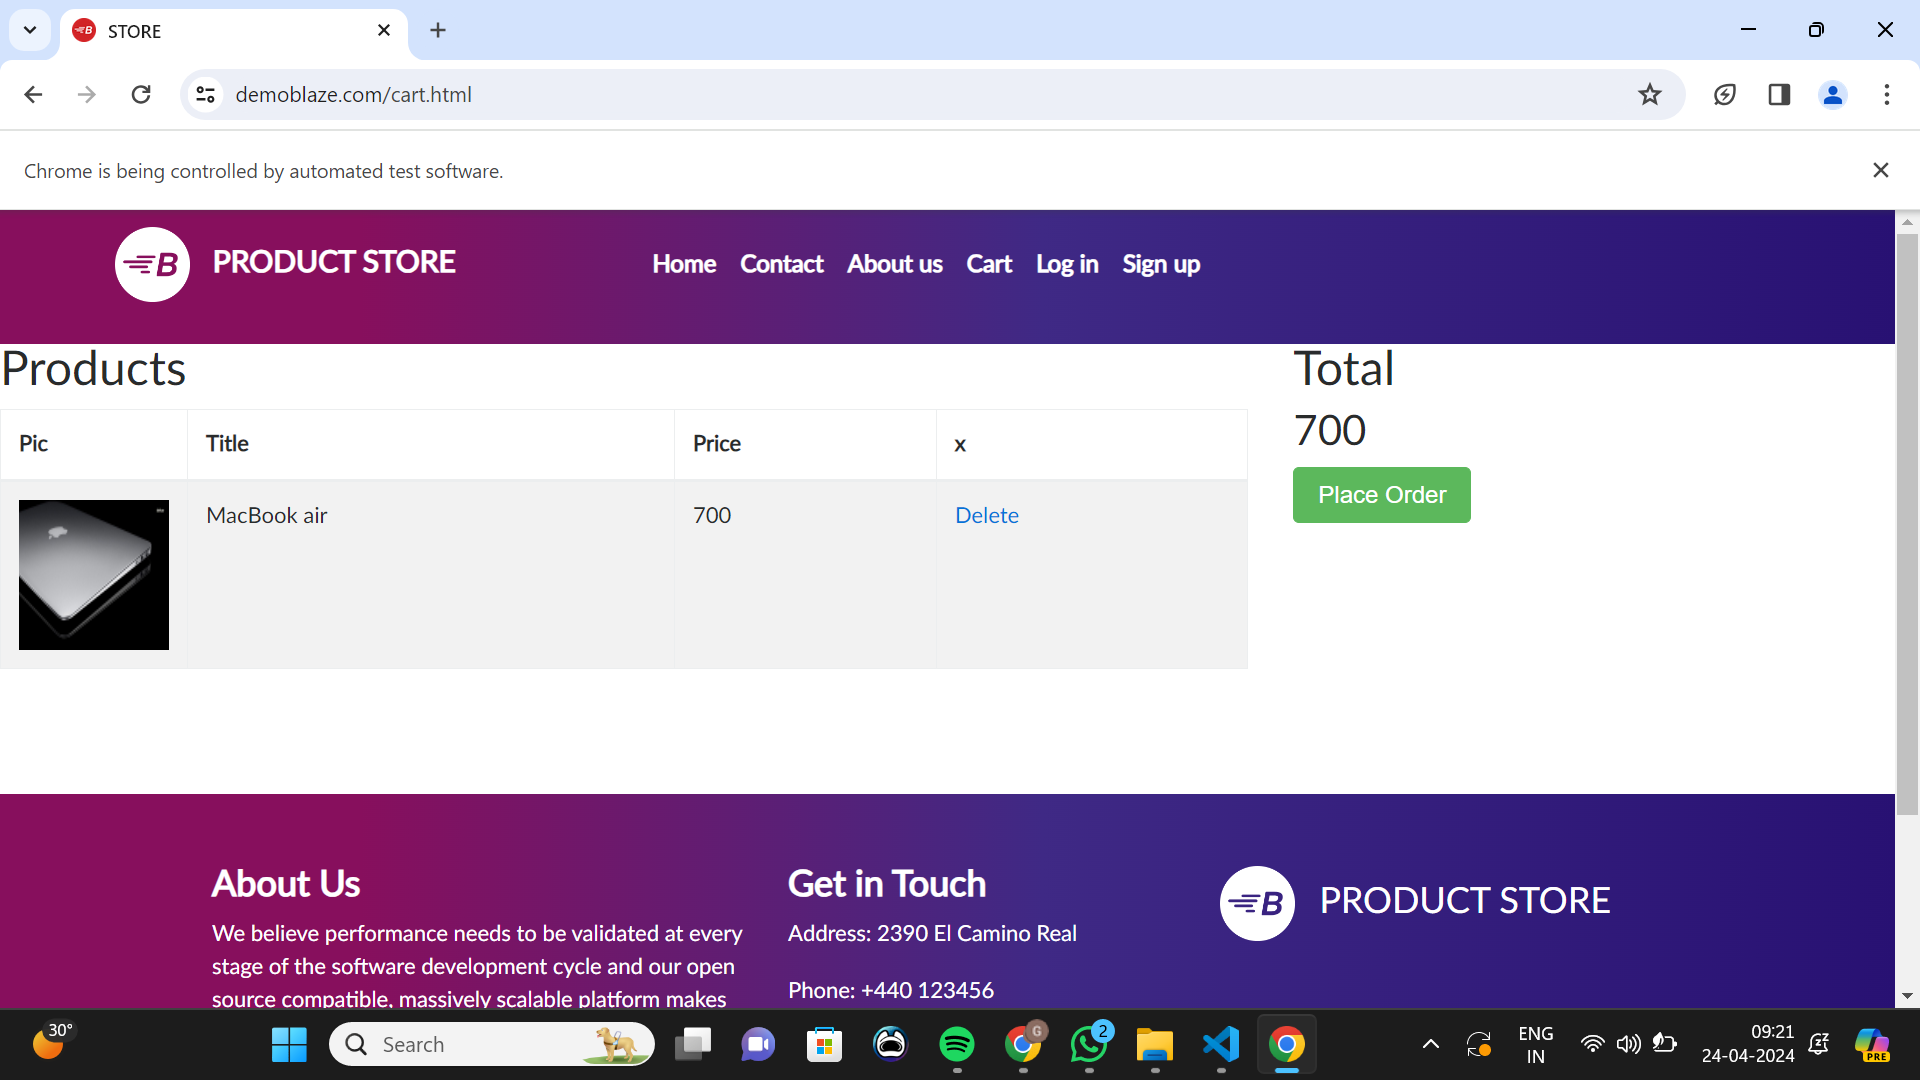 STORE
demoblaze.com/cart.html
Chrome is being controlled by automated test software.
B PRODUCT STORE Home Contact About us Cart Log in Sign up
Products
Total
Pic Title Price x
700
MacBook air 700 Delete
Place Order
About Us
We believe performance needs to be validated at every
stage of the software development cycle and our open
source compatible, massively scalable platform makes
Get in Touch
Address: 2390 El Camino Real
Phone: +440 123456
B PRODUCT STORE
30°
Search
G
2
ENG
IN
09:21
24-04-2024
PRE